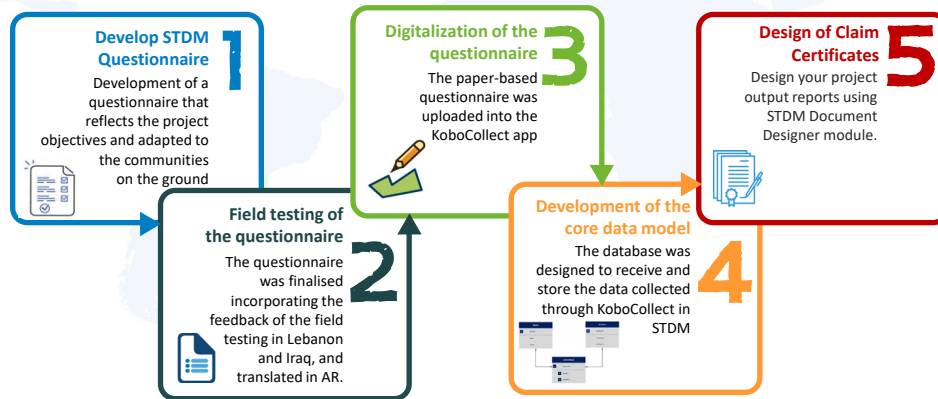 Develop STDM
Questionnaire
1
Development of a
questionnaire that
reflects the project
objectives and adapted to
the communities
on the ground
Field testing of
the questionnaire
2
The questionnaire
was finalised
incorporating the
feedback of the field
testing in Lebanon
and Iraq, and
translated in AR.
Digitalization of the
questionnaire
3
The paper-based
questionnaire was
uploaded into the
KoboCollect app
Development of the
core data model
4
The database was
designed to receive and
store the data collected
through KoboCollect in
STDM
Design of Claim
Certificates
5
Design your project
output reports using
STDM Document
Designer module.